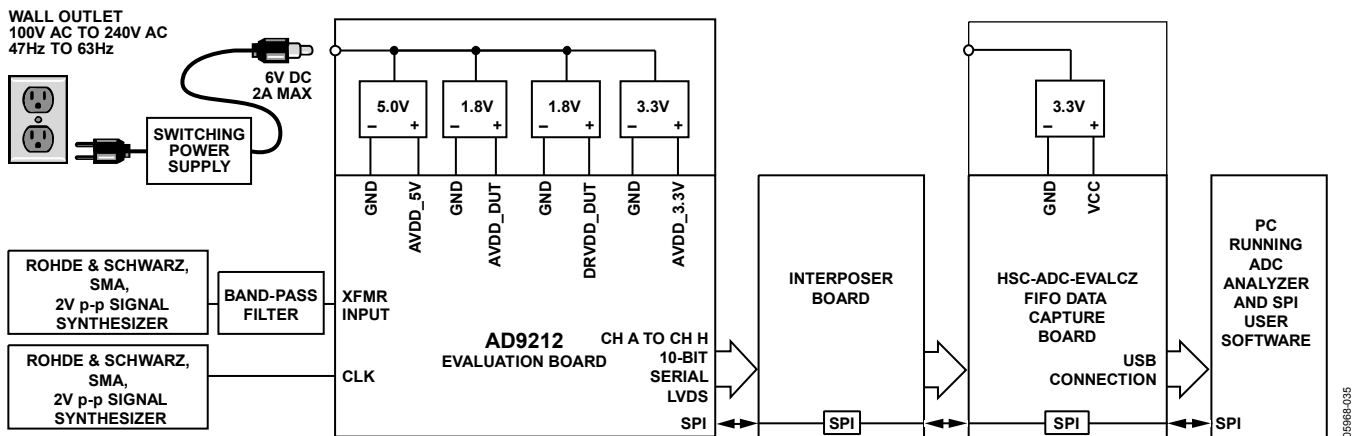 WALL OUTLET
100V AC TO 240V AC
47Hz TO 63Hz
6V DC
2A MAX
SWITCHING
POWER
SUPPLY
5.0V
– +
1.8V
– +
1.8V
– +
3.3V
– +
GND
AVDD_5V
GND
AVDD_DUT
GND
DRVDD_DUT
GND
AVDD_3.3V
3.3V
– +
GND
VCC
ROHDE & SCHWARZ,
SMA,
2V p-p SIGNAL
SYNTHESIZER
BAND-PASS
FILTER
XFMR
INPUT
ROHDE & SCHWARZ,
SMA,
2V p-p SIGNAL
SYNTHESIZER
CLK
AD9212
EVALUATION BOARD
CH A TO CH H
10-BIT
SERIAL
LVDS
SPI
INTERPOSER
BOARD
SPI
HSC-ADC-EVALCZ
FIFO DATA
CAPTURE
BOARD
USB
CONNECTION
SPI
PC
RUNNING
ADC
ANALYZER
AND SPI
USER
SOFTWARE
SPI
05968-035